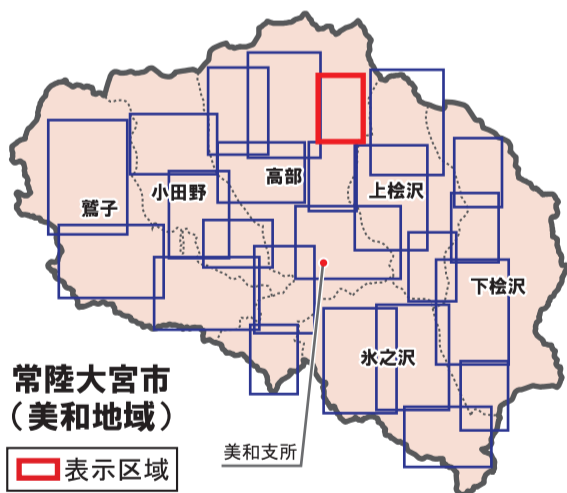 高部
上桧沢
小田野
鷲子
下桧沢
氷之沢
常陸大宮市
（美和地域）
美和支所
表示区域